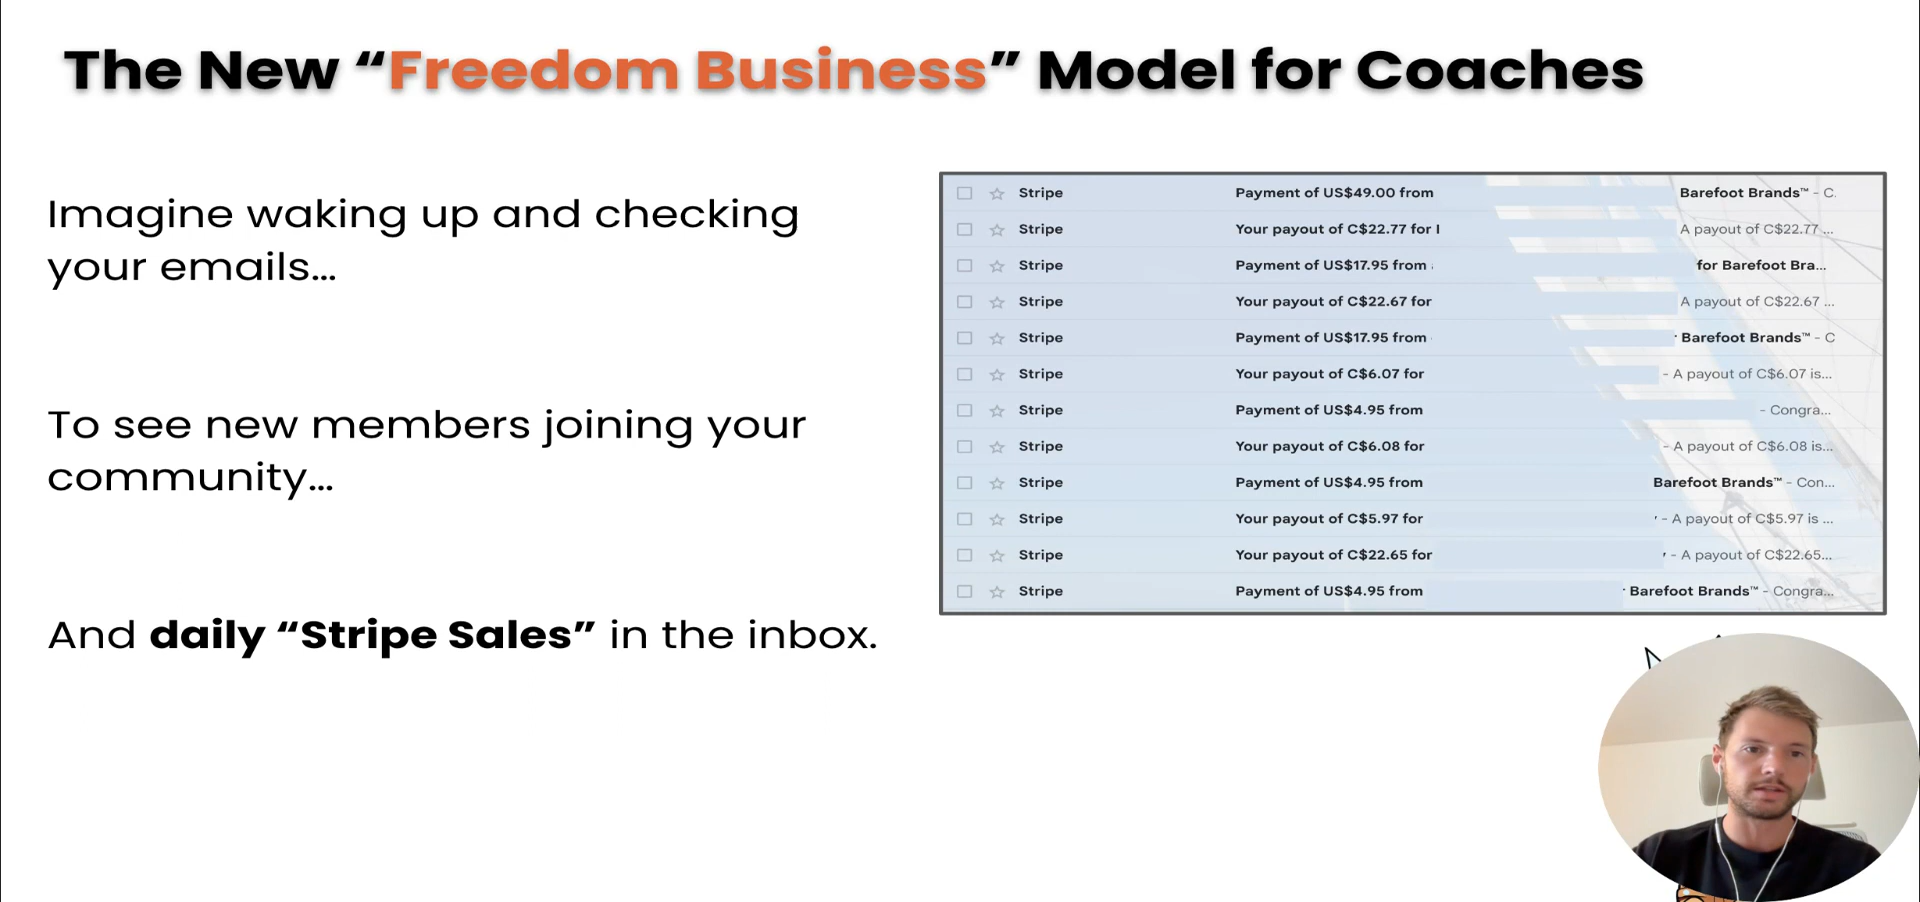 The New “Freedom Business” Model for Coaches
Imagine waking up and checking
your emails...
To see new members joining your
community...
And daily “Stripe Sales” in the inbox.
Stripe Payment of US$49.00 from Barefoot Brands™ - C.
Stripe Your payout of C$22.77 for A payout of C$22.77 ...
Stripe Payment of US$17.95 from for Barefoot Bra...
Stripe Your payout of C$22.67 for A payout of C$22.67 ...
Stripe Payment of US$17.95 from Barefoot Brands™ - C
Stripe Your payout of C$6.07 for - A payout of C$6.07 is...
Stripe Payment of US$4.95 from - Congra...
Stripe Your payout of C$6.08 for - A payout of C$6.08 is...
Stripe Payment of US$4.95 from Barefoot Brands™ - Con...
Stripe Your payout of C$5.97 for - A payout of C$5.97 is ...
Stripe Your payout of C$22.65 for - A payout of C$22.65...
Stripe Payment of US$4.95 from Barefoot Brands™ - Congra...